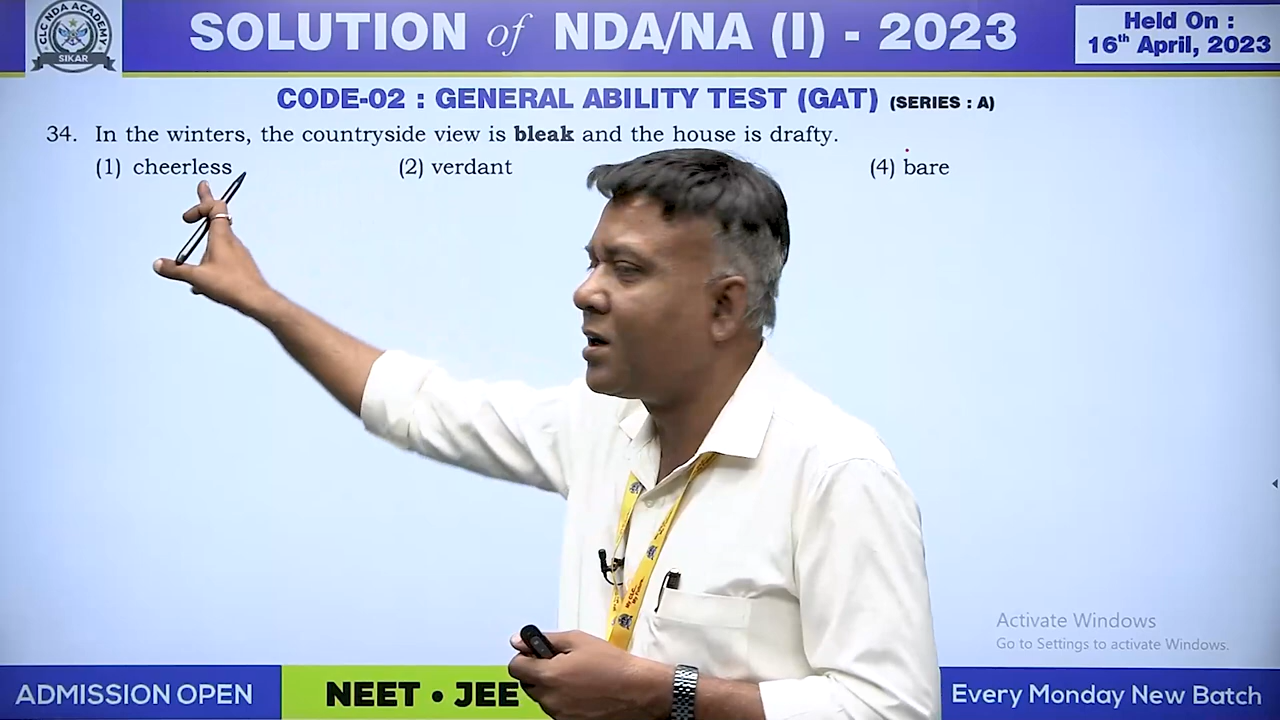 CLC NDA ACADEMY
SIKAR
SOLUTION of NDA/NA (I) - 2023
Held On :
16th April, 2023
CODE-02 : GENERAL ABILITY TEST (GAT) (SERIES : A)
34. In the winters, the countryside view is bleak and the house is drafty.
(1) cheerless (2) verdant (4) bare
Activate Windows
Go to Settings to activate Windows.
ADMISSION OPEN
NEET • JEE
Every Monday New Batch